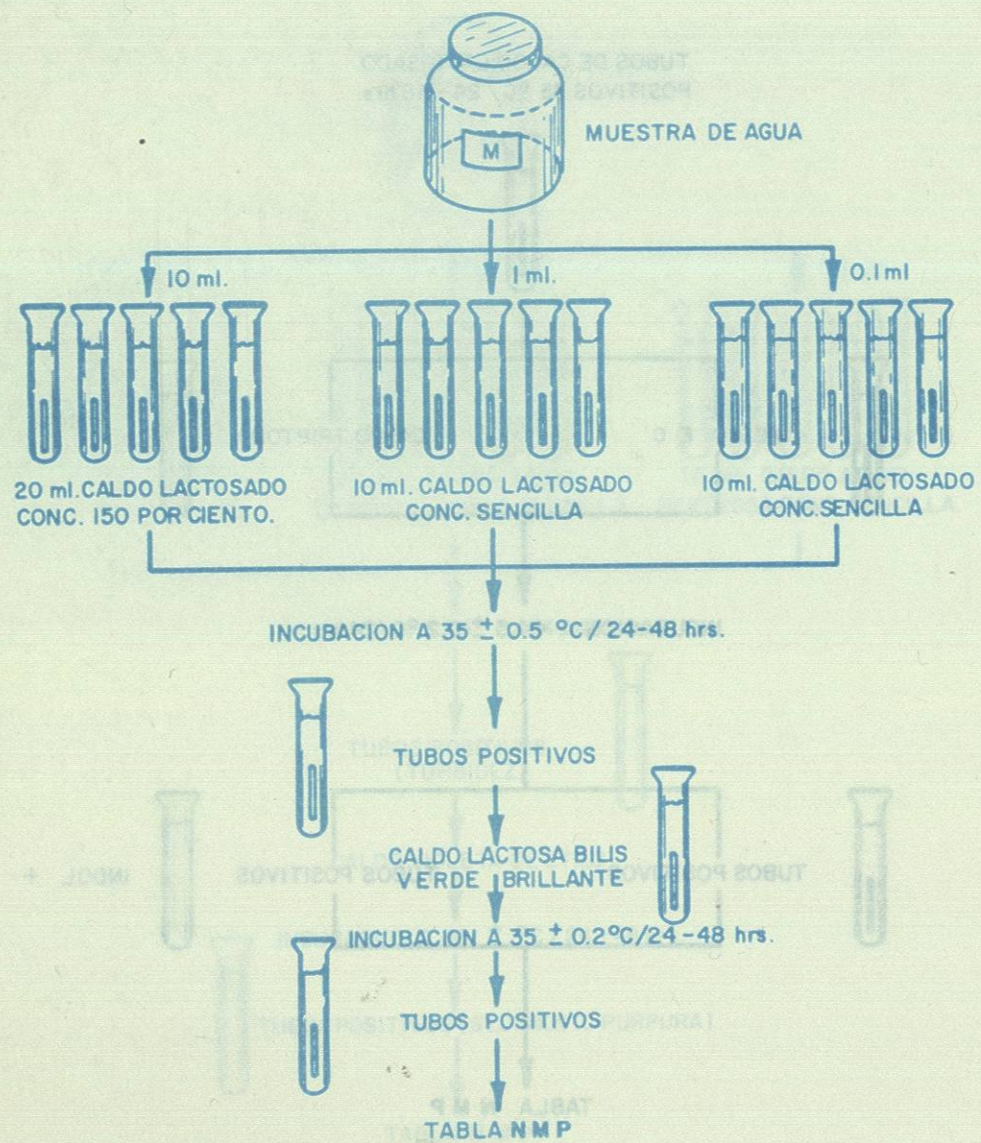 MUESTRA DE AGUA
M
10 ml.
1 ml.
0.1 ml
20 ml. CALDO LACTOSADO
CONC. 150 POR CIENTO.
10 ml. CALDO LACTOSADO
CONC. SENCILLA
10 ml. CALDO LACTOSADO
CONC. SENCILLA
INCUBACION A 35 ± 0.5 °C/24-48 hrs.
TUBOS POSITIVOS
CALDO LACTOSA BILIS
VERDE BRILLANTE
INCUBACION A 35 ± 0.2°C/24-48 hrs.
TUBOS POSITIVOS
TABLA NMP